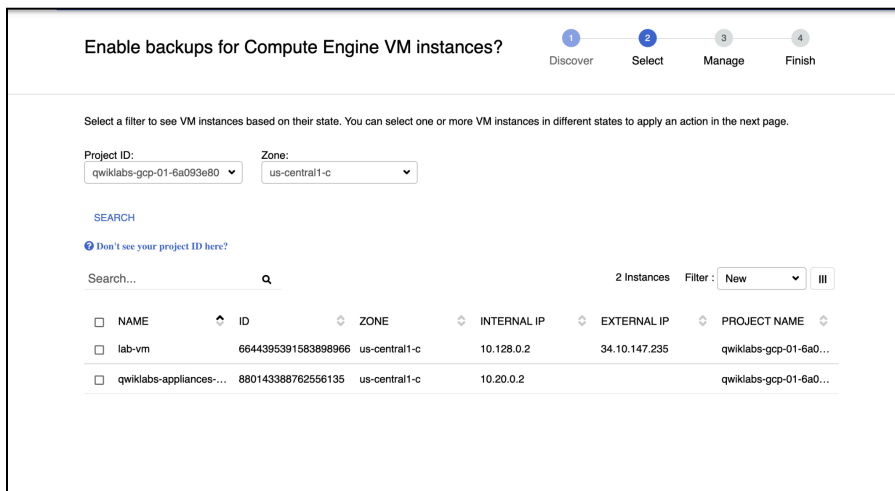 Enable backups for Compute Engine VM instances?
1 2 3 4
Discover Select Manage Finish
Select a filter to see VM instances based on their state. You can select one or more VM instances in different states to apply an action in the next page.
Project ID: Zone:
qwiklabs-gcp-01-6a093e80 us-central1-c
SEARCH
? Don't see your project ID here?
Search... 2 Instances Filter : New
NAME ID ZONE INTERNAL IP EXTERNAL IP PROJECT NAME
lab-vm 6644395391583898966 us-central1-c 10.128.0.2 34.10.147.235 qwiklabs-gcp-01-6a0...
qwiklabs-appliances-... 880143388762556135 us-central1-c 10.20.0.2 qwiklabs-gcp-01-6a0...